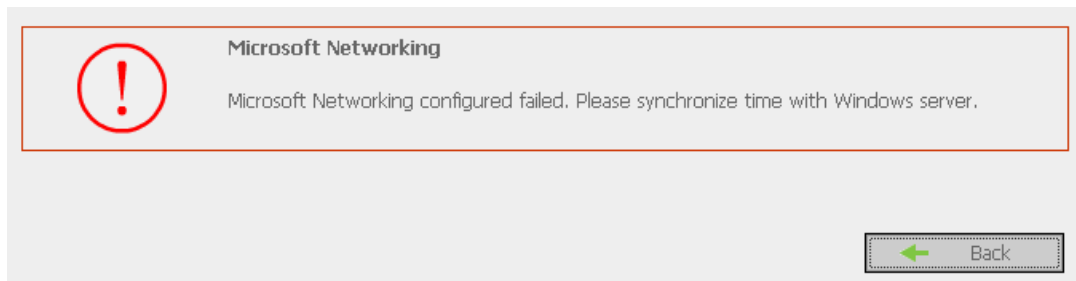 Microsoft Networking
Microsoft Networking configured failed. Please synchronize time with Windows server.
Back